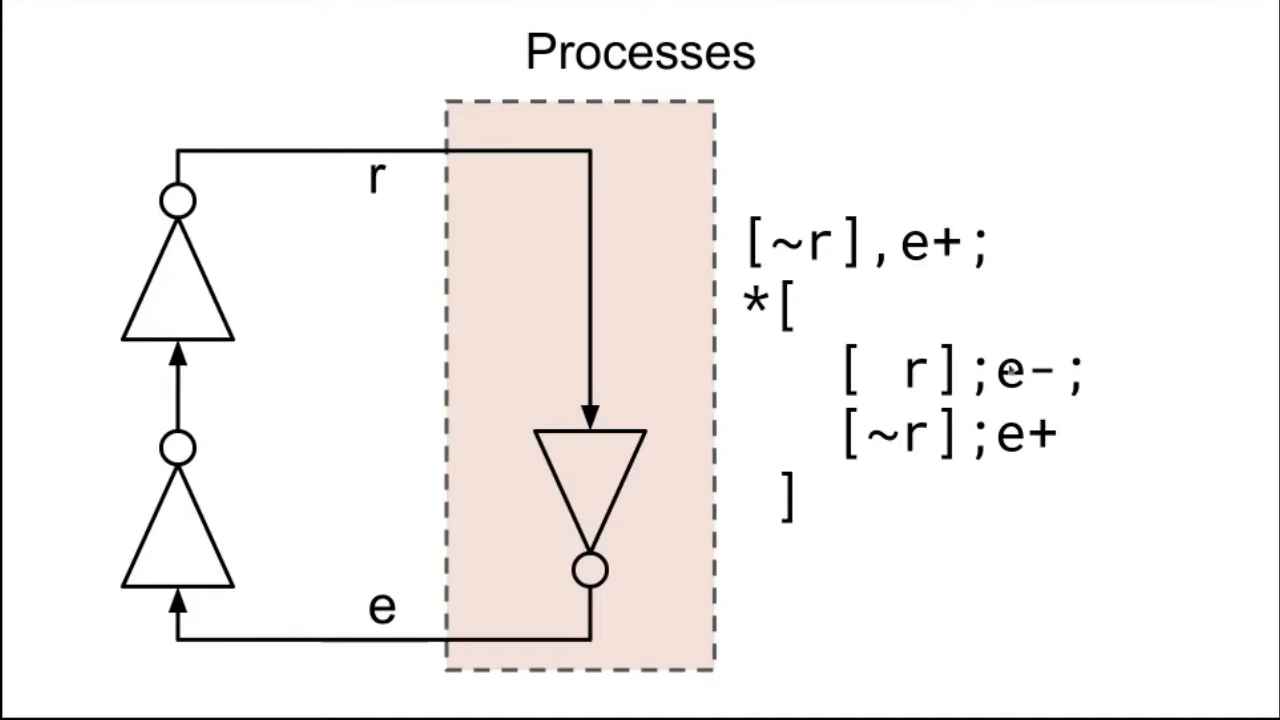 Processes
r
[~r],e+;
*[
[ r];e-;
[~r];e+
]
e